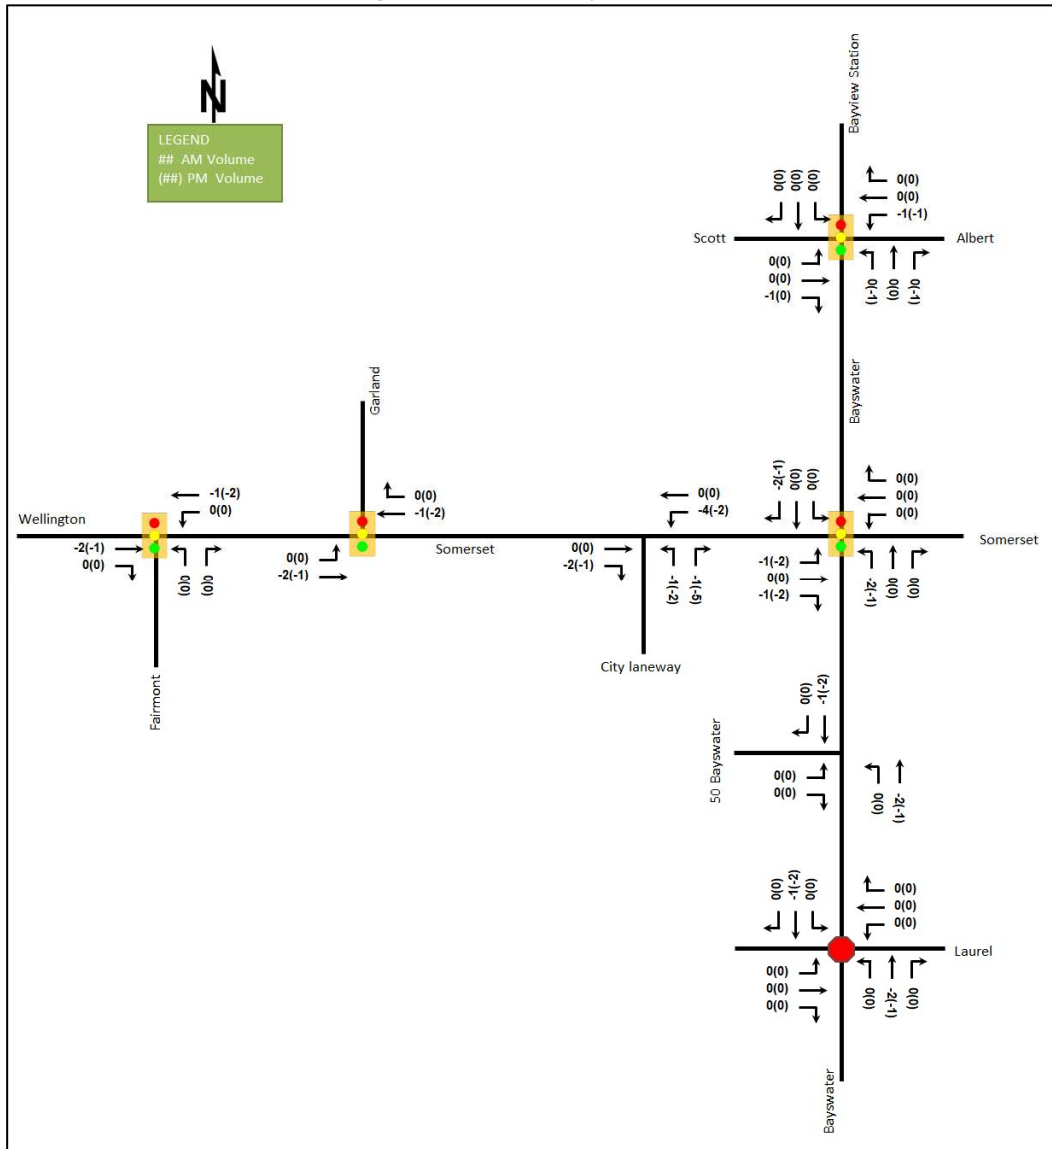 Bayview Station
N
LEGEND
## AM Volume
(##) PM Volume
0(0) 0(0) 0(0)
0(0)
0(0)
-1(-1)
Scott
Albert
0(0)
0(0)
-1(0)
0(-1) 0(0) 0(-1)
Garland
Bayswater
-2(-1) 0(0) 0(0)
0(0)
0(0)
0(0)
-1(-2)
0(0)
0(0)
-1(-2)
0(0)
-4(-2)
Wellington
Somerset
Somerset
-2(-1)
0(0)
0(0) 0(0)
0(0)
-2(-1)
0(0)
-2(-1)
-1(-2) -1(-5)
-1(-2)
0(0)
-1(-2)
-2(-1) 0(0) 0(0)
Fairmont
City laneway
0(0) -1(-2)
50 Bayswater
0(0)
0(0)
0(0) -2(-1)
0(0) -1(-2) 0(0)
0(0)
0(0)
0(0)
Laurel
0(0)
0(0)
0(0)
0(0) -2(-1) 0(0)
Bayswater